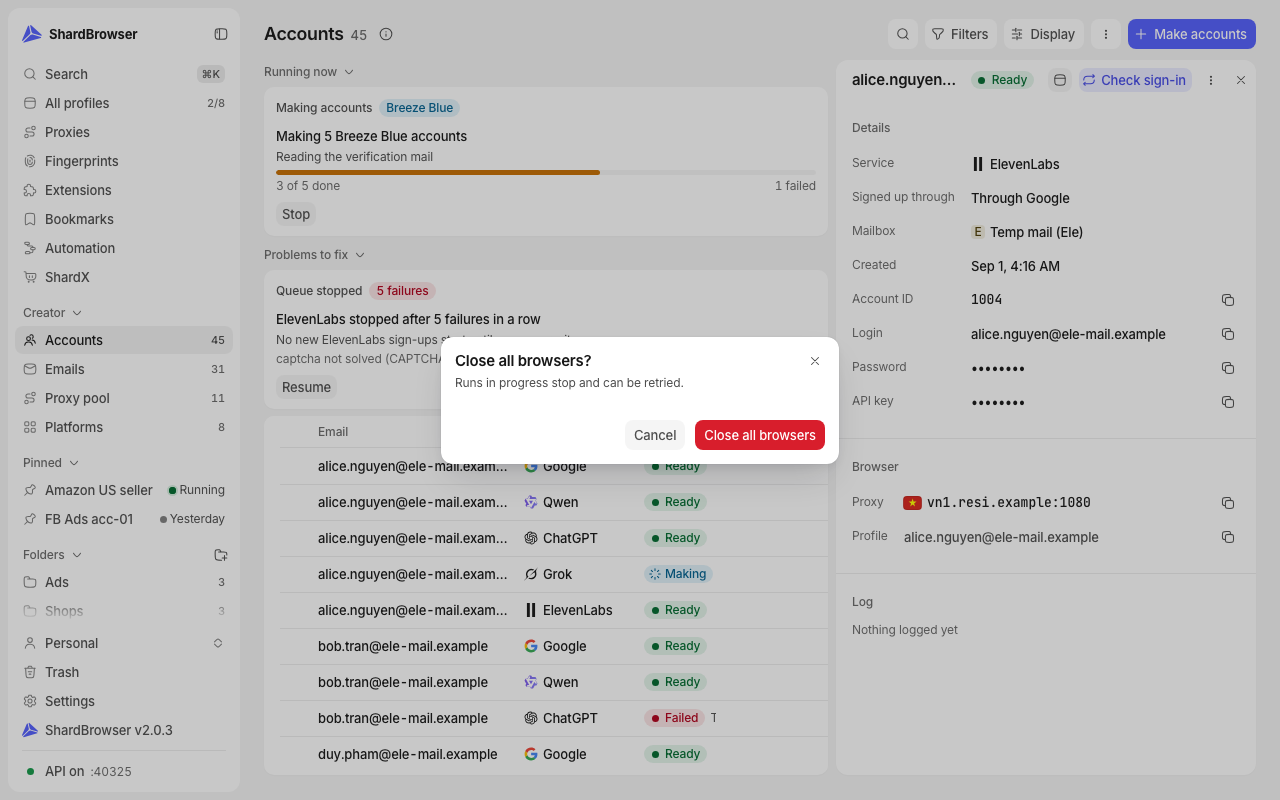 ShardBrowser
Search ⌘K
All profiles 2/8
Proxies
Fingerprints
Extensions
Bookmarks
Automation
ShardX
Creator
Accounts 45
Emails 31
Proxy pool 11
Platforms 8
Pinned
Amazon US seller Running
FB Ads acc-01 Yesterday
Folders
Ads 3
Shops 3
Personal
Trash
Settings
ShardBrowser v2.0.3
API on :40325
Accounts 45
Filters
Display
Make accounts
Running now
Making accounts Breeze Blue
Making 5 Breeze Blue accounts
Reading the verification mail
3 of 5 done 1 failed
Stop
Problems to fix
Queue stopped 5 failures
ElevenLabs stopped after 5 failures in a row
No new ElevenLabs sign-ups
captcha not solved
Resume
Close all browsers?
Runs in progress stop and can be retried.
Cancel
Close all browsers
Email
alice.nguyen@ele-mail.exam... Google Ready
alice.nguyen@ele-mail.exam... Qwen Ready
alice.nguyen@ele-mail.exam... ChatGPT Ready
alice.nguyen@ele-mail.exam... Grok Making
alice.nguyen@ele-mail.exam... ElevenLabs Ready
bob.tran@ele-mail.example Google Ready
bob.tran@ele-mail.example Qwen Ready
bob.tran@ele-mail.example ChatGPT Failed
duy.pham@ele-mail.example Google Ready
alice.nguyen... Ready Check sign-in
Details
Service ElevenLabs
Signed up through Through Google
Mailbox E Temp mail (Ele)
Created Sep 1, 4:16 AM
Account ID 1004
Login alice.nguyen@ele-mail.example
Password ••••••••
API key ••••••••
Browser
Proxy vn1.resi.example:1080
Profile alice.nguyen@ele-mail.example
Log
Nothing logged yet